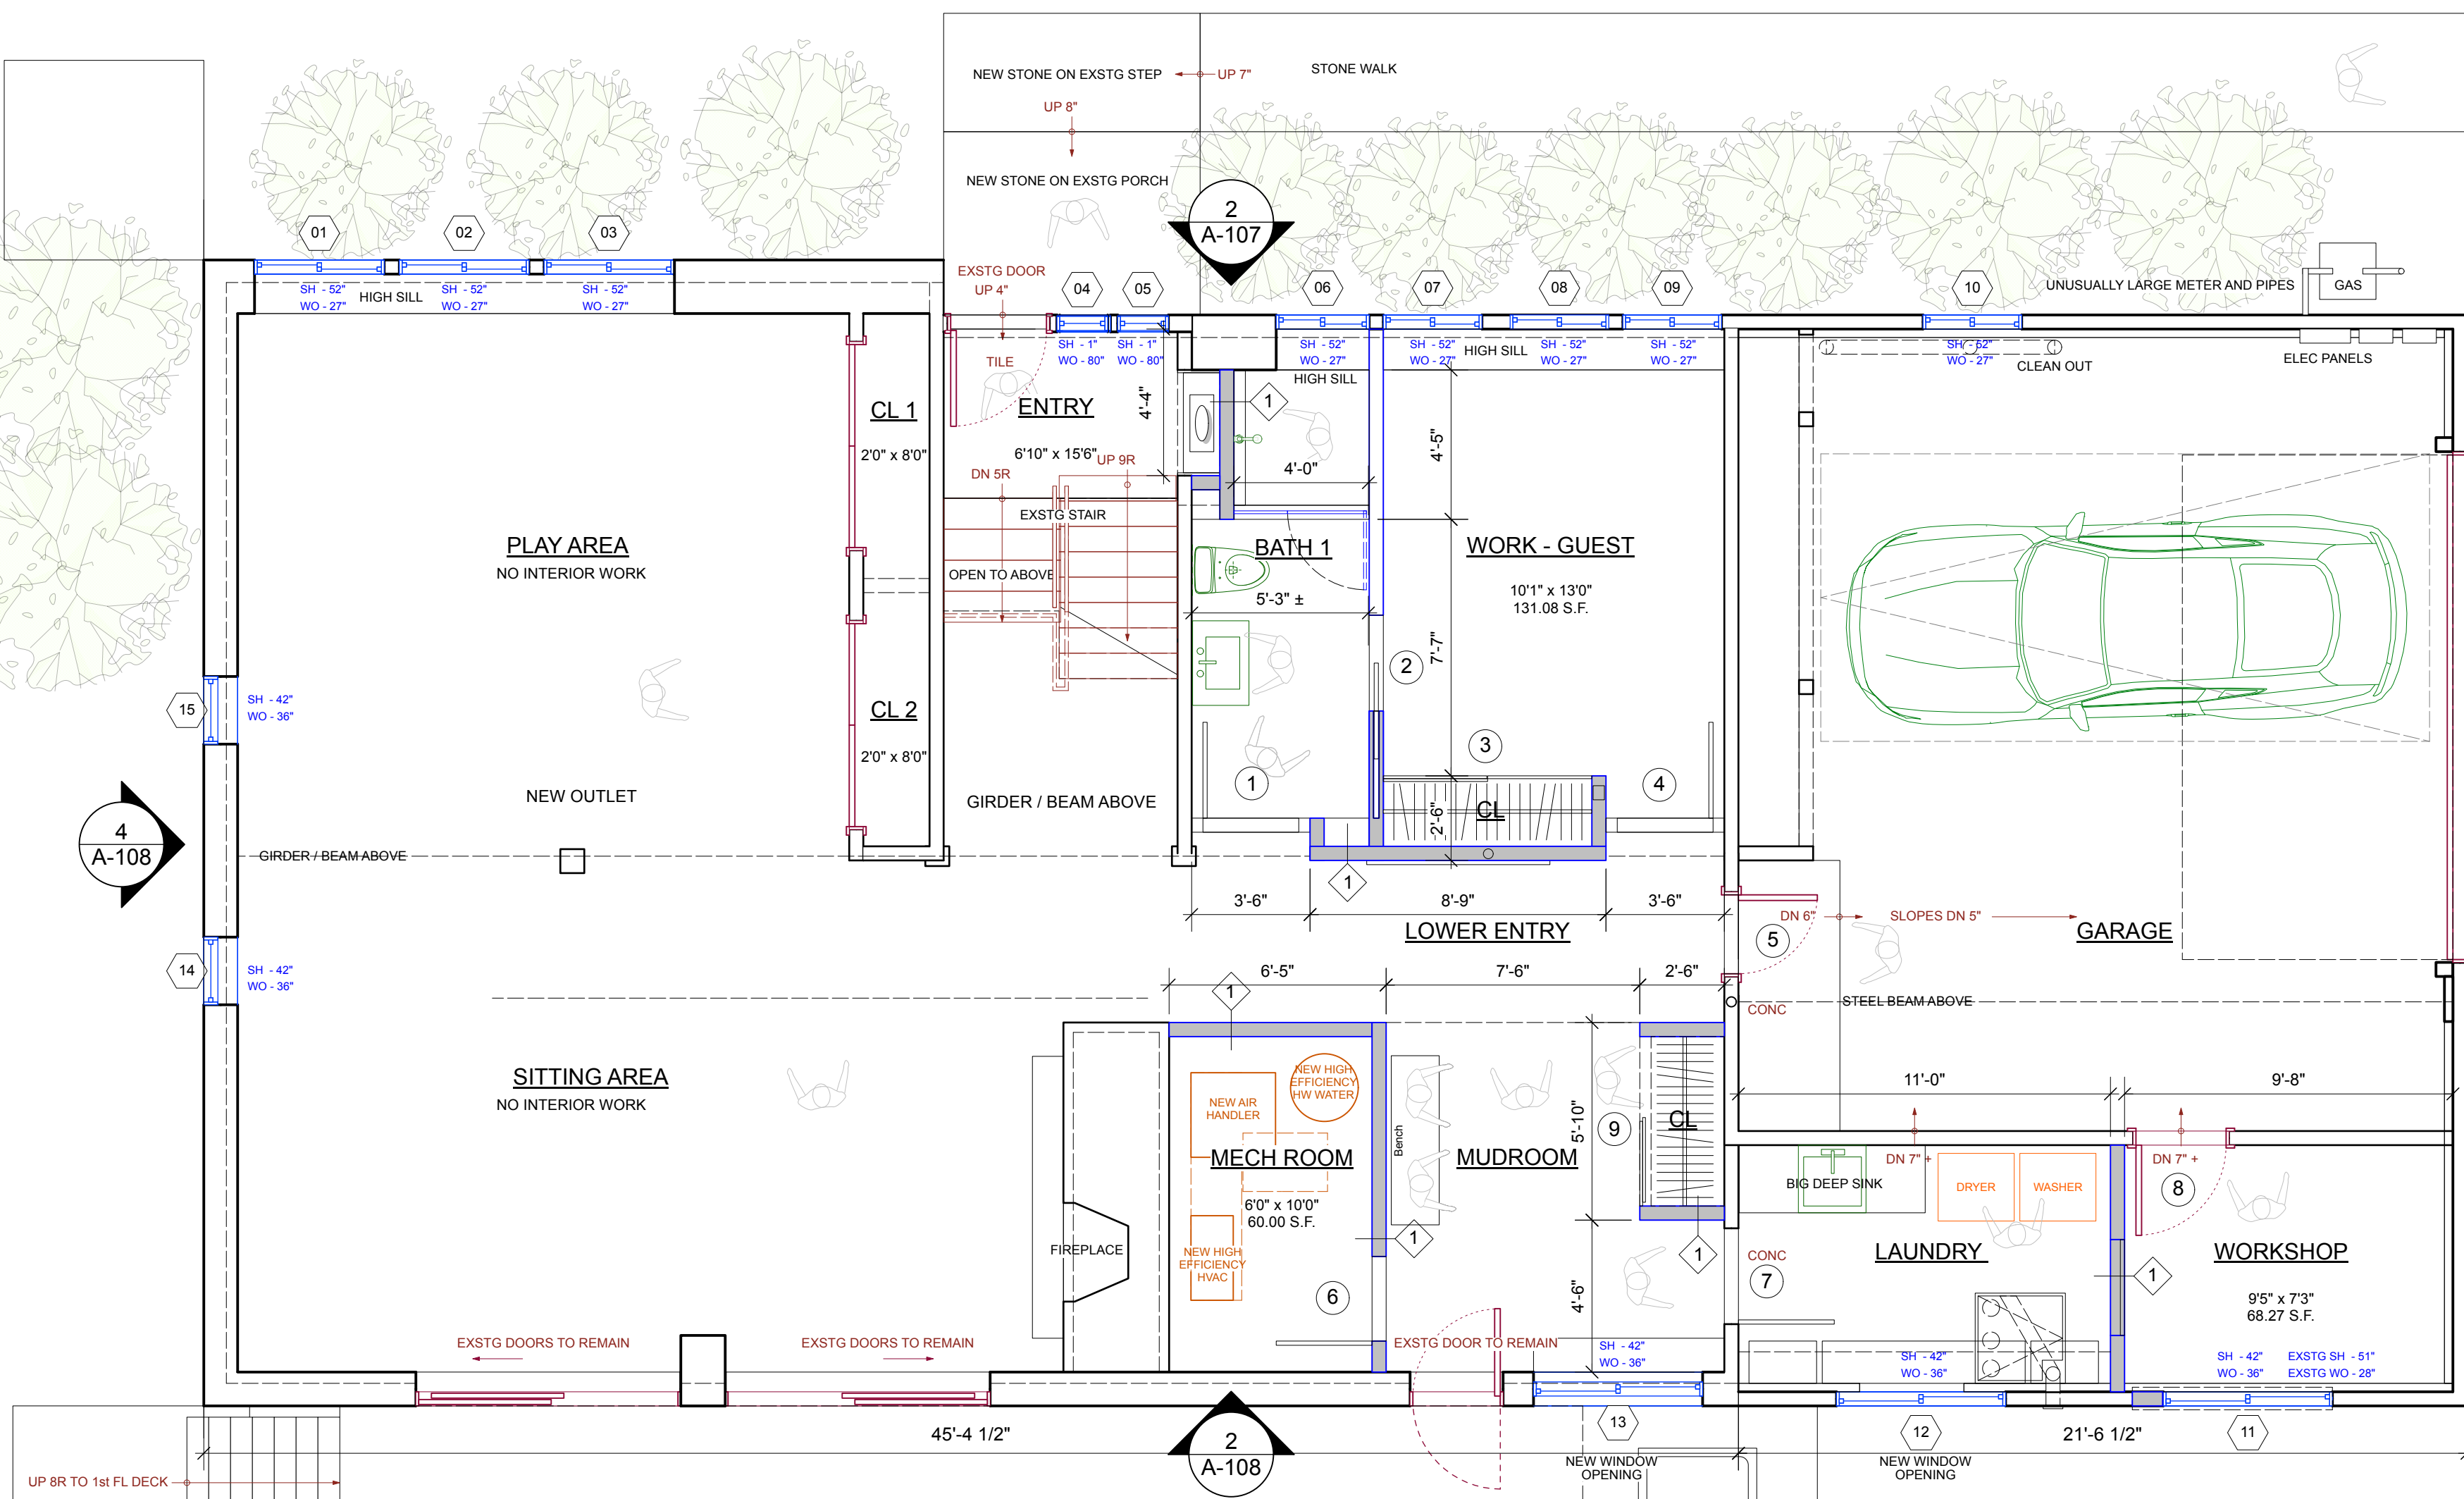 NEW STONE ON EXSTG STEP
UP 7"
STONE WALK
UP 8"
NEW STONE ON EXSTG PORCH
2
A-107
01
02
03
EXSTG DOOR
UP 4"
04
05
06
07
08
09
10
UNUSUALLY LARGE METER AND PIPES
GAS
SH - 52"
WO - 27"
HIGH SILL
SH - 52"
WO - 27"
SH - 52"
WO - 27"
TILE
SH - 1"
WO - 80"
SH - 1"
WO - 80"
SH - 52"
WO - 27"
HIGH SILL
SH - 52"
WO - 27"
HIGH SILL
SH - 52"
WO - 27"
SH - 52"
WO - 27"
SH - 52"
WO - 27"
CLEAN OUT
ELEC PANELS
CL 1
2'0" x 8'0"
ENTRY
6'10" x 15'6"
4'-4"
1
4'-5"
4'-0"
DN 5R
UP 9R
EXSTG STAIR
OPEN TO ABOVE
PLAY AREA
NO INTERIOR WORK
BATH 1
5'-3" ±
WORK - GUEST
10'1" x 13'0"
131.08 S.F.
7'-7"
2
15
SH - 42"
WO - 36"
CL 2
2'0" x 8'0"
3
1
4
CL
2'-6"
NEW OUTLET
GIRDER / BEAM ABOVE
4
A-108
GIRDER / BEAM ABOVE
1
3'-6"
8'-9"
3'-6"
LOWER ENTRY
DN 6"
SLOPES DN 5"
5
GARAGE
14
SH - 42"
WO - 36"
6'-5"
7'-6"
2'-6"
1
CONC
STEEL BEAM ABOVE
SITTING AREA
NO INTERIOR WORK
NEW HIGH
EFFICIENCY
HW WATER
NEW AIR
HANDLER
11'-0"
9'-8"
MECH ROOM
6'0" x 10'0"
60.00 S.F.
Bench
MUDROOM
5'-10"
9
CL
DN 7" +
DN 7" +
BIG DEEP SINK
DRYER
WASHER
8
FIREPLACE
NEW HIGH
EFFICIENCY
HVAC
1
1
CONC
7
LAUNDRY
1
WORKSHOP
9'5" x 7'3"
68.27 S.F.
6
4'-6"
EXSTG DOORS TO REMAIN
EXSTG DOORS TO REMAIN
EXSTG DOOR TO REMAIN
SH - 42"
WO - 36"
SH - 42"
WO - 36"
SH - 42"
WO - 36"
EXSTG SH - 51"
EXSTG WO - 28"
45'-4 1/2"
2
A-108
13
NEW WINDOW
OPENING
12
NEW WINDOW
OPENING
21'-6 1/2"
11
UP 8R TO 1st FL DECK